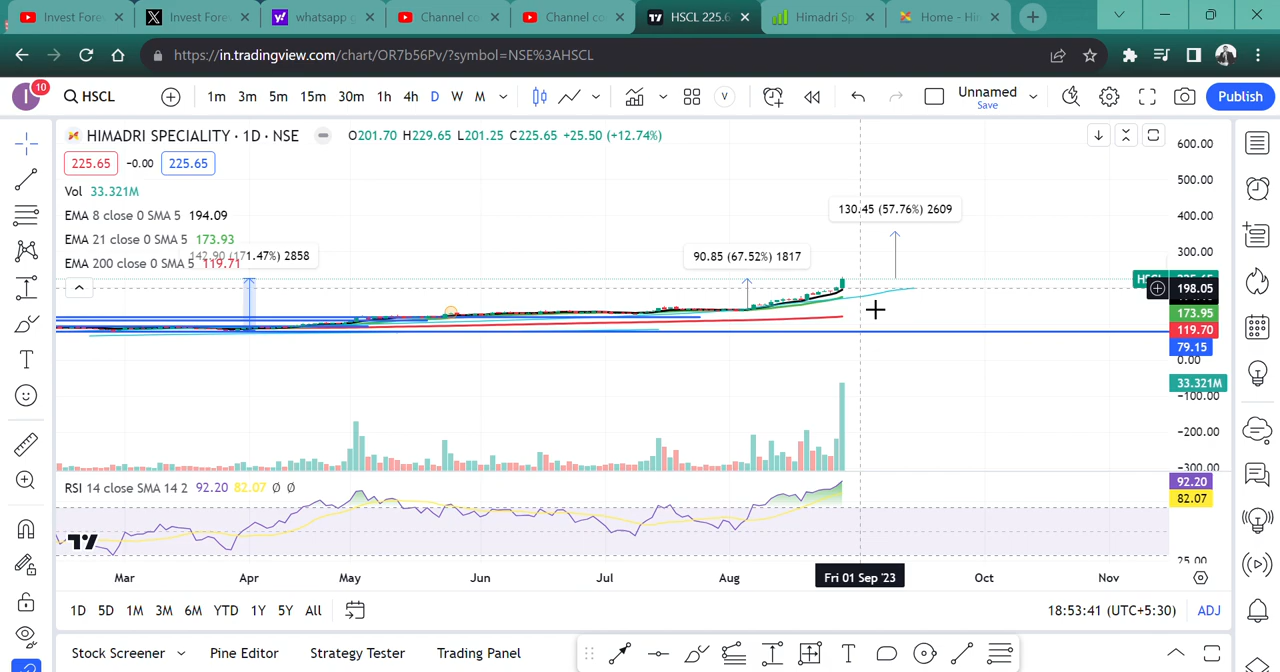 Invest Fore
Invest Fore
whatsapp g
Channel co
Channel co
HSCL 225.6
Himadri Sp
Home - Him
https://in.tradingview.com/chart/OR7b56Pv/?symbol=NSE%3AHSCL
I 10 HSCL 1m 3m 5m 15m 30m 1h 4h D W M V Unnamed Save Publish
HIMADRI SPECIALITY · 1D · NSE O201.70 H229.65 L201.25 C225.65 +25.50 (+12.74%)
225.65 -0.00 225.65
Vol 33.321M
EMA 8 close 0 SMA 5 194.09
EMA 21 close 0 SMA 5 173.93
142.90 (171.47%) 2858
EMA 200 close 0 SMA 5 119.71
90.85 (67.52%) 1817
130.45 (57.76%) 2609
600.00
500.00
400.00
300.00
HSCL 225.65
198.05
173.95
119.70
79.15
0.00
33.321M
-100.00
-200.00
-300.00
RSI 14 close SMA 14 2 92.20 82.07 Ø Ø
92.20
82.07
25.00
Mar Apr May Jun Jul Aug Fri 01 Sep '23 Oct Nov
1D 5D 1M 3M 6M YTD 1Y 5Y All 18:53:41 (UTC+5:30) ADJ
Stock Screener Pine Editor Strategy Tester Trading Panel T